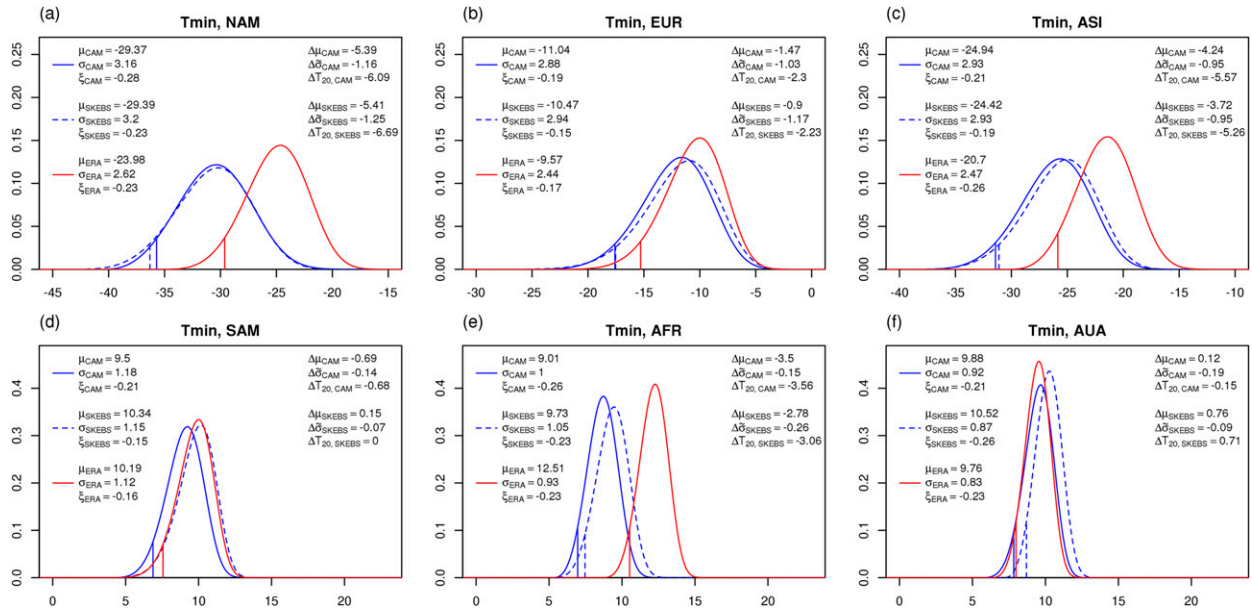 (a) Tmin, NAM
μCAM = -29.37 ΔμCAM = -5.39
σCAM = 3.16 Δ∂CAM = -1.16
ξCAM = -0.28 ΔT20, CAM = -6.09
μSKEBS = -29.39 ΔμSKEBS = -5.41
σSKEBS = 3.2 Δ∂SKEBS = -1.25
ξSKEBS = -0.23 ΔT20, SKEBS = -6.69
μERA = -23.98
σERA = 2.62
ξERA = -0.23
0.25
0.20
0.15
0.10
0.05
0.00
-45 -40 -35 -30 -25 -20 -15
(b) Tmin, EUR
μCAM = -11.04 ΔμCAM = -1.47
σCAM = 2.88 Δ∂CAM = -1.03
ξCAM = -0.19 ΔT20, CAM = -2.3
μSKEBS = -10.47 ΔμSKEBS = -0.9
σSKEBS = 2.94 Δ∂SKEBS = -1.17
ξSKEBS = -0.15 ΔT20, SKEBS = -2.23
μERA = -9.57
σERA = 2.44
ξERA = -0.17
0.25
0.20
0.15
0.10
0.05
0.00
-30 -25 -20 -15 -10 -5 0
(c) Tmin, ASI
μCAM = -24.94 ΔμCAM = -4.24
σCAM = 2.93 Δ∂CAM = -0.95
ξCAM = -0.21 ΔT20, CAM = -5.57
μSKEBS = -24.42 ΔμSKEBS = -3.72
σSKEBS = 2.93 Δ∂SKEBS = -0.95
ξSKEBS = -0.19 ΔT20, SKEBS = -5.26
μERA = -20.7
σERA = 2.47
ξERA = -0.26
0.25
0.20
0.15
0.10
0.05
0.00
-40 -35 -30 -25 -20 -15 -10
(d) Tmin, SAM
μCAM = 9.5 ΔμCAM = -0.69
σCAM = 1.18 Δ∂CAM = -0.14
ξCAM = -0.21 ΔT20, CAM = -0.68
μSKEBS = 10.34 ΔμSKEBS = 0.15
σSKEBS = 1.15 Δ∂SKEBS = -0.07
ξSKEBS = -0.15 ΔT20, SKEBS = 0
μERA = 10.19
σERA = 1.12
ξERA = -0.16
0.4
0.3
0.2
0.1
0.0
0 5 10 15 20
(e) Tmin, AFR
μCAM = 9.01 ΔμCAM = -3.5
σCAM = 1 Δ∂CAM = -0.15
ξCAM = -0.26 ΔT20, CAM = -3.56
μSKEBS = 9.73 ΔμSKEBS = -2.78
σSKEBS = 1.05 Δ∂SKEBS = -0.26
ξSKEBS = -0.23 ΔT20, SKEBS = -3.06
μERA = 12.51
σERA = 0.93
ξERA = -0.23
0.4
0.3
0.2
0.1
0.0
0 5 10 15 20
(f) Tmin, AUA
μCAM = 9.88 ΔμCAM = 0.12
σCAM = 0.92 Δ∂CAM = -0.19
ξCAM = -0.21 ΔT20, CAM = -0.15
μSKEBS = 10.52 ΔμSKEBS = 0.76
σSKEBS = 0.87 Δ∂SKEBS = -0.09
ξSKEBS = -0.26 ΔT20, SKEBS = 0.71
μERA = 9.76
σERA = 0.83
ξERA = -0.23
0.4
0.3
0.2
0.1
0.0
0 5 10 15 20